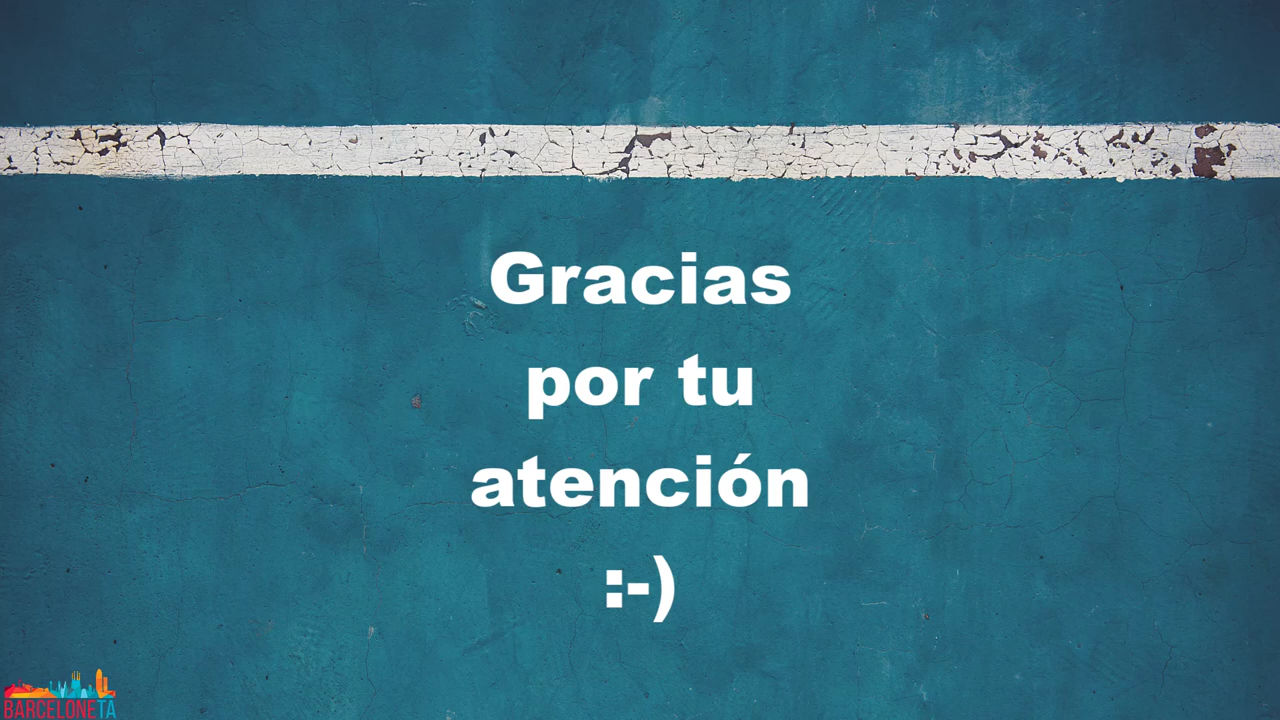 Gracias
por tu
atención
:-)
BARCELONETA